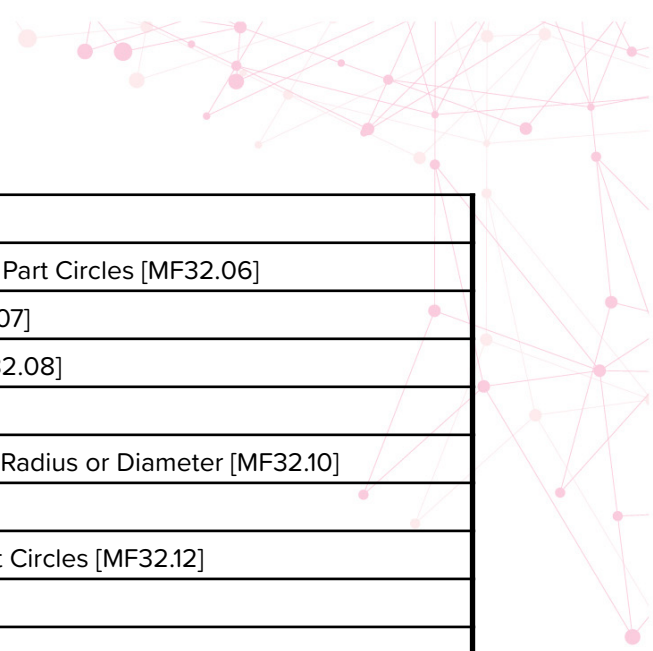 Part Circles [MF32.06]
07]
2.08]
Radius or Diameter [MF32.10]
Circles [MF32.12]